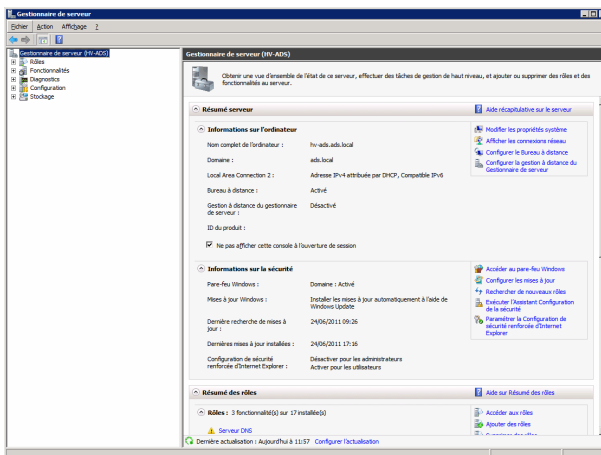 Gestionnaire de serveur
Fichier Action Affichage ?
Gestionnaire de serveur (HV-ADS)
Rôles
Fonctionnalités
Diagnostics
Configuration
Stockage
Gestionnaire de serveur (HV-ADS)
Obtenir une vue d'ensemble de l'état de ce serveur, effectuer des tâches de gestion de haut niveau, et ajouter ou supprimer des rôles et des
fonctionnalités au serveur.
Résumé serveur
Aide récapitulative sur le serveur
Informations sur l'ordinateur
Nom complet de l'ordinateur : hv-ads.ads.local
Domaine : ads.local
Local Area Connection 2 : Adresse IPv4 attribuée par DHCP, Compatible IPv6
Bureau à distance : Activé
Gestion à distance du gestionnaire
de serveur :
Désactivé
ID du produit :
Ne pas afficher cette console à l'ouverture de session
Modifier les propriétés système
Afficher les connexions réseau
Configurer le Bureau à distance
Configurer la gestion à distance du
Gestionnaire de serveur
Informations sur la sécurité
Pare-feu Windows : Domaine : Activé
Mises à jour Windows : Installer les mises à jour automatiquement à l'aide de
Windows Update
Dernière recherche de mises à
jour :
24/06/2011 09:26
Dernières mises à jour installées : 24/06/2011 17:16
Configuration de sécurité
renforcée d'Internet Explorer :
Désactiver pour les administrateurs
Activer pour les utilisateurs
Accéder au pare-feu Windows
Configurer les mises à jour
Rechercher de nouveaux rôles
Exécuter l'Assistant Configuration
de la sécurité
Paramétrer la Configuration de
sécurité renforcée d'Internet
Explorer
Résumé des rôles
Aide sur Résumé des rôles
Rôles : 3 fonctionnalité(s) sur 17 installée(s)
Serveur DNS
Accéder aux rôles
Ajouter des rôles
Dernière actualisation : Aujourd'hui à 11:57 Configurer l'actualisation